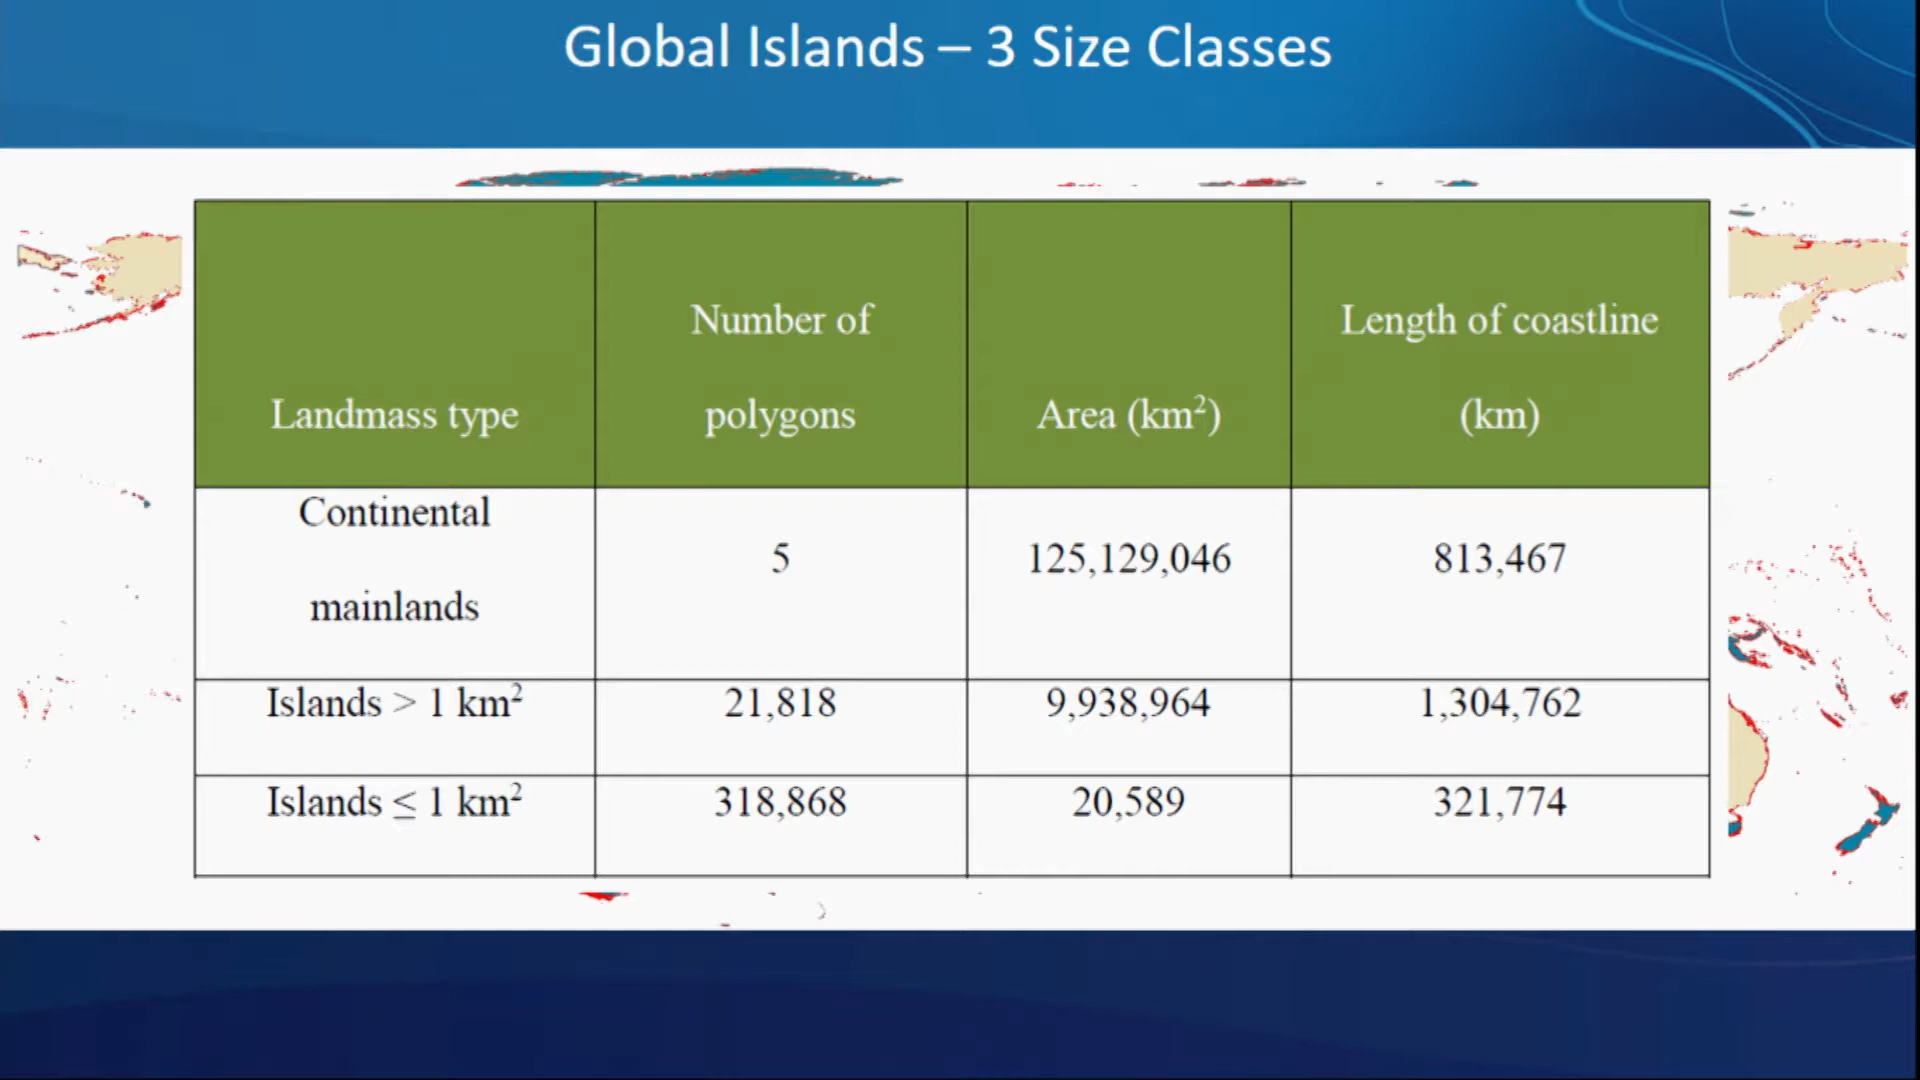 Global Islands – 3 Size Classes
Landmass type
Number of
polygons
Area (km²)
Length of coastline
(km)
Continental
mainlands
5
125,129,046
813,467
Islands > 1 km²
21,818
9,938,964
1,304,762
Islands ≤ 1 km²
318,868
20,589
321,774